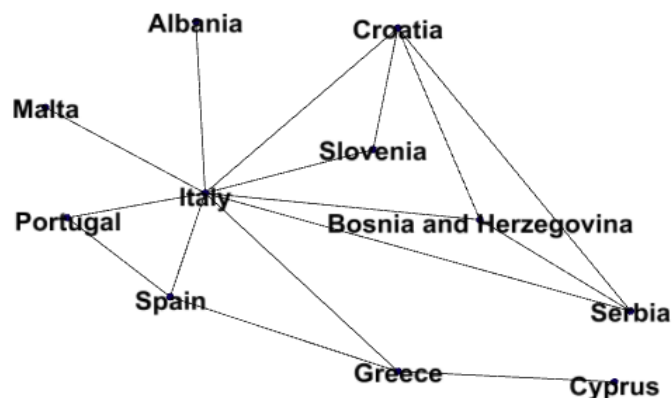 Albania
Croatia
Malta
Slovenia
Italy
Portugal
Bosnia and Herzegovina
Spain
Serbia
Greece
Cyprus